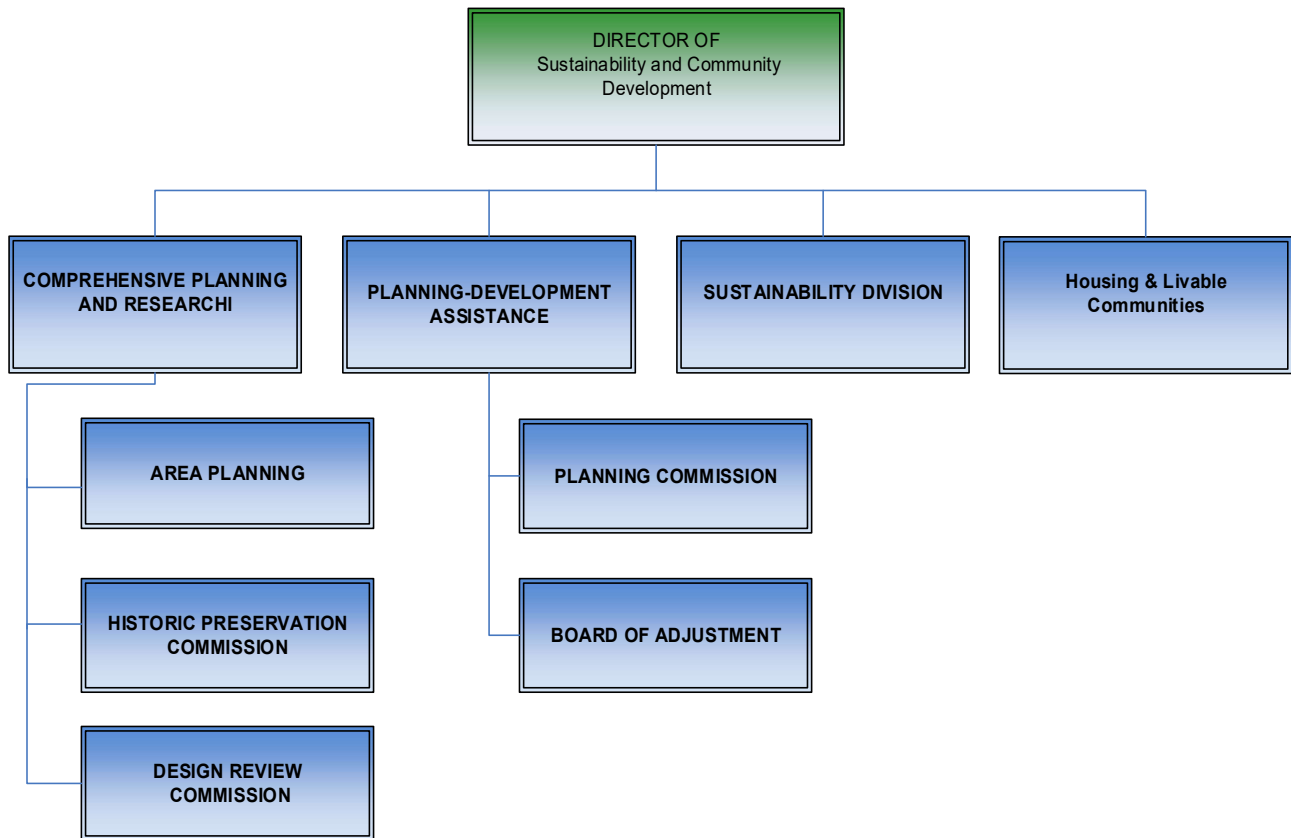 DIRECTOR OF
Sustainability and Community
Development
COMPREHENSIVE PLANNING
AND RESEARCHI
PLANNING-DEVELOPMENT
ASSISTANCE
SUSTAINABILITY DIVISION
Housing & Livable
Communities
AREA PLANNING
PLANNING COMMISSION
HISTORIC PRESERVATION
COMMISSION
BOARD OF ADJUSTMENT
DESIGN REVIEW
COMMISSION